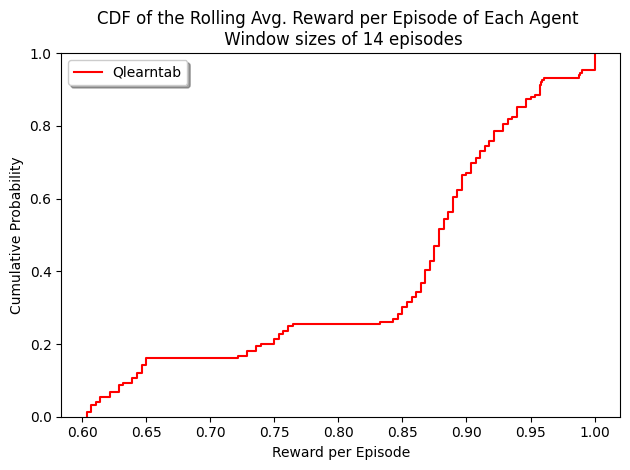 CDF of the Rolling Avg. Reward per Episode of Each Agent
Window sizes of 14 episodes
Qlearntab
Cumulative Probability
1.0
0.8
0.6
0.4
0.2
0.0
0.60 0.65 0.70 0.75 0.80 0.85 0.90 0.95 1.00
Reward per Episode